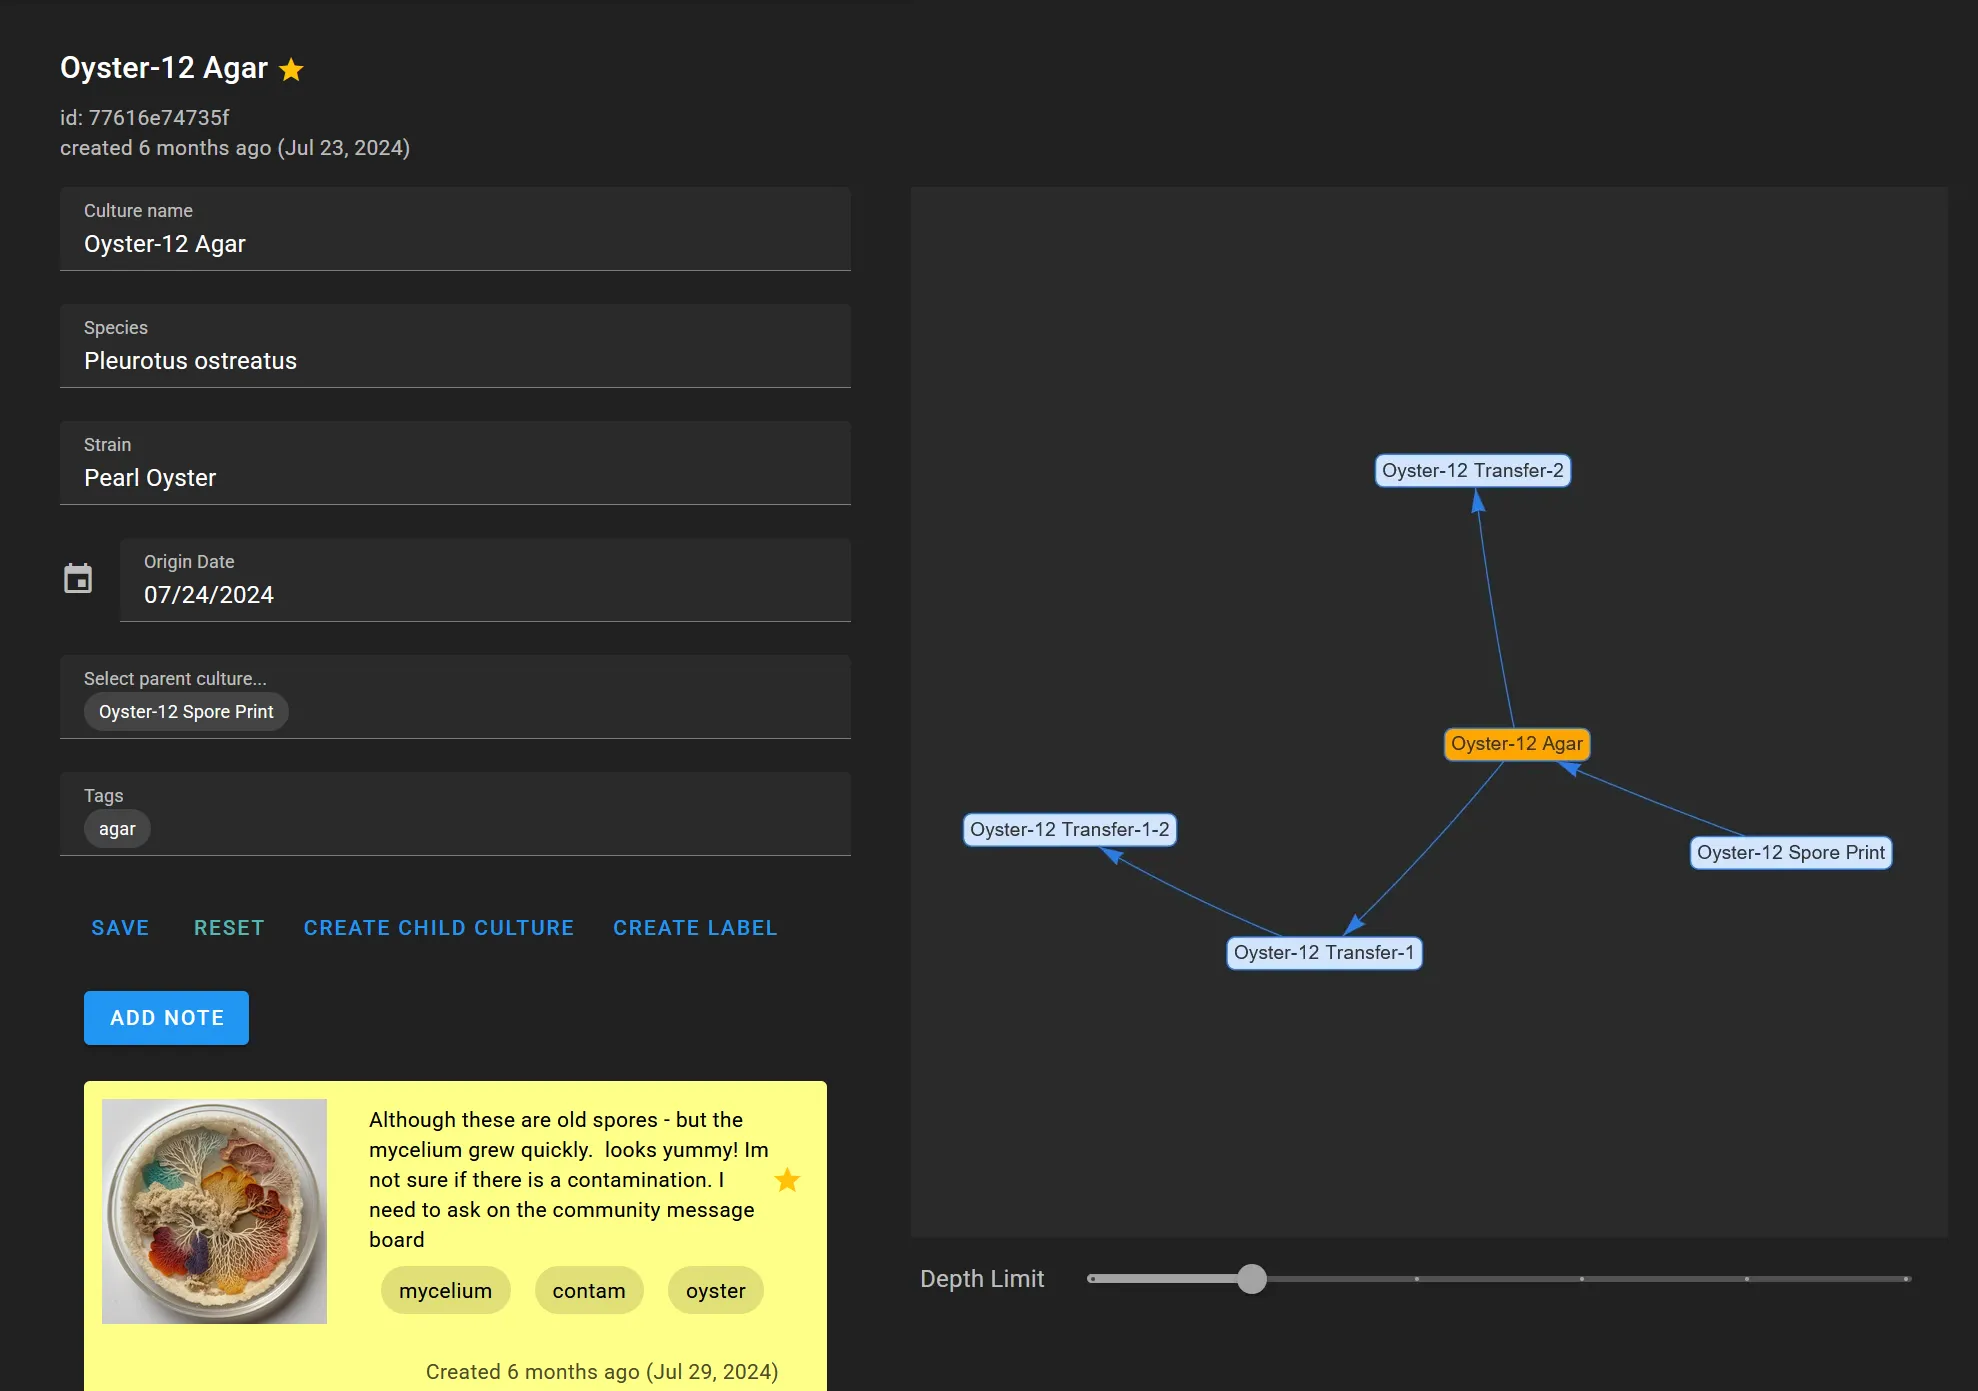 Oyster-12 Agar
id: 77616e74735f
created 6 months ago (Jul 23, 2024)
Culture name
Oyster-12 Agar
Species
Pleurotus ostreatus
Strain
Pearl Oyster
Origin Date
07/24/2024
Select parent culture...
Oyster-12 Spore Print
Tags
agar
SAVE RESET CREATE CHILD CULTURE CREATE LABEL
ADD NOTE
Although these are old spores - but the
mycelium grew quickly.  looks yummy! Im
not sure if there is a contamination. I
need to ask on the community message
board
mycelium contam oyster
Created 6 months ago (Jul 29, 2024)
Oyster-12 Transfer-2
Oyster-12 Agar
Oyster-12 Transfer-1-2
Oyster-12 Spore Print
Oyster-12 Transfer-1
Depth Limit